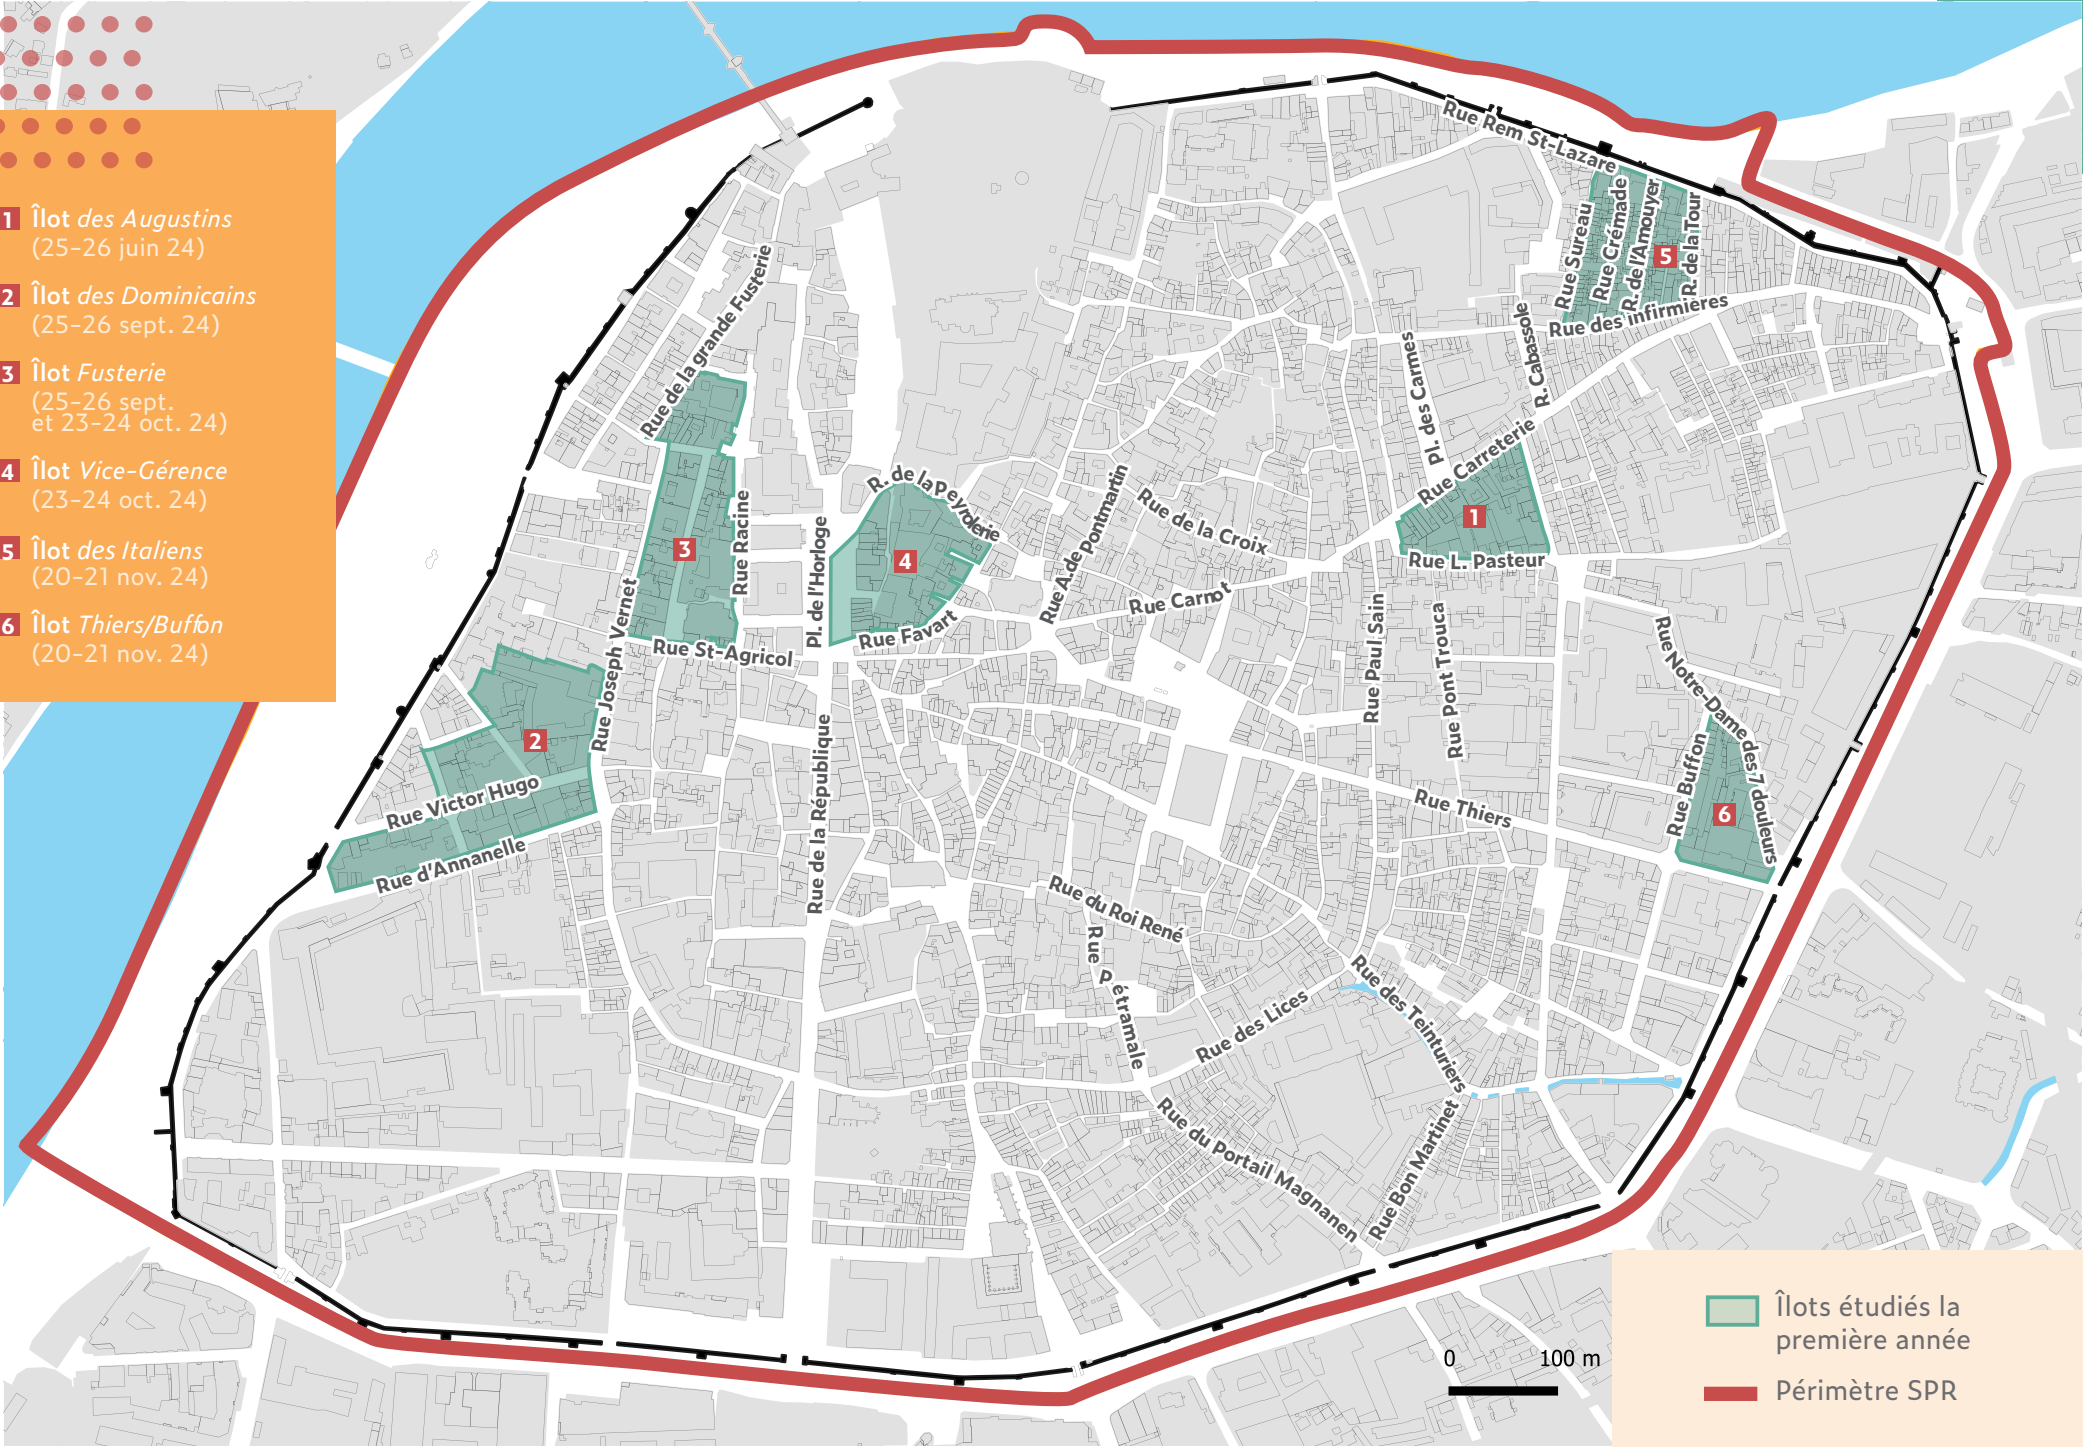 1 Îlot des Augustins
(25-26 juin 24)
2 Îlot des Dominicains
(25-26 sept. 24)
3 Îlot Fusterie
(25-26 sept.
et 23-24 oct. 24)
4 Îlot Vice-Gérence
(23-24 oct. 24)
5 Îlot des Italiens
(20-21 nov. 24)
6 Îlot Thiers/Buffon
(20-21 nov. 24)
Rue Rem St-Lazare
Rue Sureau
Rue Crémade
R. de l'Amouyer
R. de la Tour
5
Rue des infirmières
Rue de la grande Fusterie
Pl. des Carmes
R. Cabassole
Rue Carreterie
1
Rue L. Pasteur
R. de la Peyrolerie
Rue A. de Pontmartin
Rue de la Croix
3
Rue Racine
Pl. de l'Horloge
4
Rue Favart
Rue Carnot
Rue Joseph Vernet
Rue St-Agricol
Rue Paul Sain
Rue Pont Trouca
Rue Notre-Dame des 7 douleurs
2
Rue Victor Hugo
Rue d'Annanelle
Rue de la République
Rue Thiers
Rue Buffon
6
Rue du Roi René
Rue Pétramale
Rue des Lices
Rue des Teinturiers
Rue du Portail Magnanen
Rue Bon Martinet
Îlots étudiés la
première année
Périmètre SPR
0 100 m